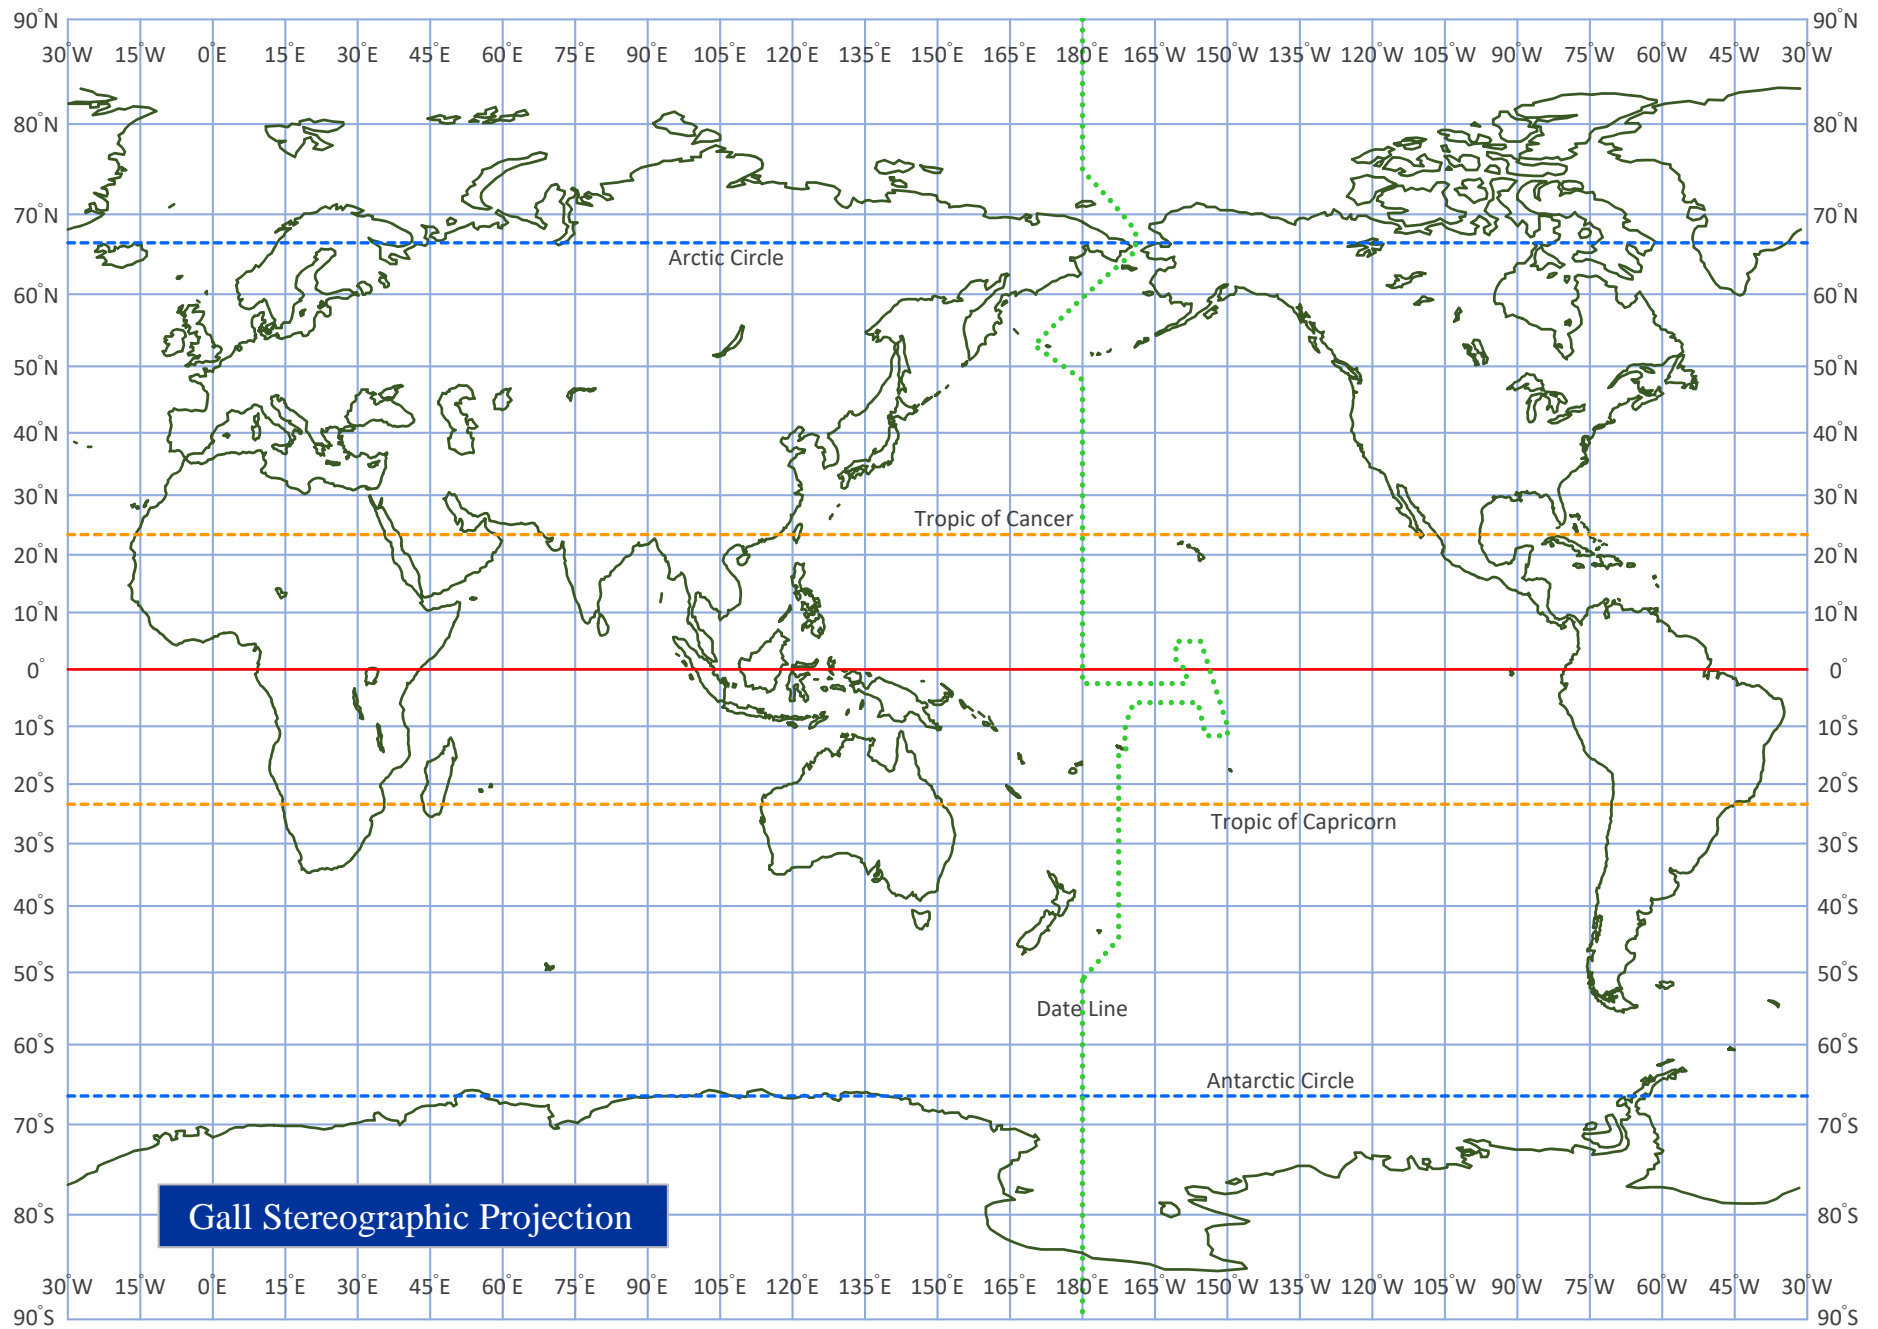 90°N 90°N
30°W 15°W 0°E 15°E 30°E 45°E 60°E 75°E 90°E 105°E 120°E 135°E 150°E 165°E 180°E 165°W 150°W 135°W 120°W 105°W 90°W 75°W 60°W 45°W 30°W
80°N 80°N
70°N 70°N
Arctic Circle
60°N 60°N
50°N 50°N
40°N 40°N
30°N 30°N
Tropic of Cancer
20°N 20°N
10°N 10°N
0° 0°
10°S 10°S
20°S 20°S
Tropic of Capricorn
30°S 30°S
40°S 40°S
50°S 50°S
Date Line
60°S 60°S
Antarctic Circle
70°S 70°S
80°S 80°S
Gall Stereographic Projection
30°W 15°W 0°E 15°E 30°E 45°E 60°E 75°E 90°E 105°E 120°E 135°E 150°E 165°E 180°E 165°W 150°W 135°W 120°W 105°W 90°W 75°W 60°W 45°W 30°W
90°S 90°S